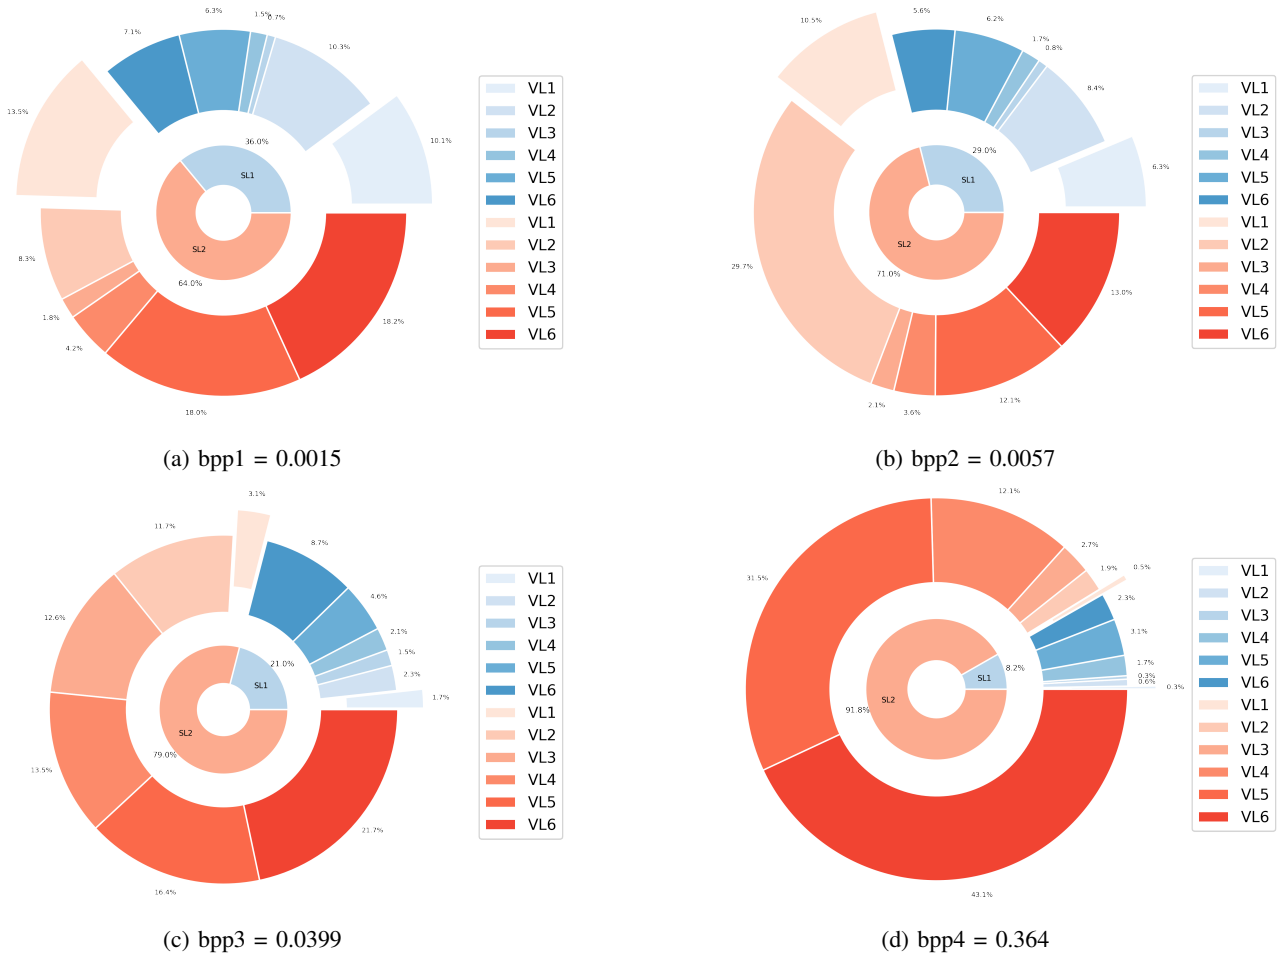 6.3%
1.5%
0.7%
7.1%
10.3%
13.5%
10.1%
36.0%
SL1
SL2
64.0%
8.3%
1.8%
4.2%
18.2%
18.0%
VL1
VL2
VL3
VL4
VL5
VL6
VL1
VL2
VL3
VL4
VL5
VL6
(a) bpp1 = 0.0015
5.6%
10.5%
6.2%
1.7%
0.8%
8.4%
29.0%
6.3%
SL1
SL2
71.0%
29.7%
13.0%
2.1%
3.6%
12.1%
VL1
VL2
VL3
VL4
VL5
VL6
VL1
VL2
VL3
VL4
VL5
VL6
(b) bpp2 = 0.0057
3.1%
11.7%
8.7%
12.6%
4.6%
2.1%
1.5%
21.0%
2.3%
SL1
1.7%
SL2
79.0%
13.5%
21.7%
16.4%
VL1
VL2
VL3
VL4
VL5
VL6
VL1
VL2
VL3
VL4
VL5
VL6
(c) bpp3 = 0.0399
12.1%
2.7%
1.9%
0.5%
31.5%
2.3%
3.1%
8.2%
1.7%
SL1
0.3%
0.6%
0.3%
SL2
91.8%
43.1%
VL1
VL2
VL3
VL4
VL5
VL6
VL1
VL2
VL3
VL4
VL5
VL6
(d) bpp4 = 0.364